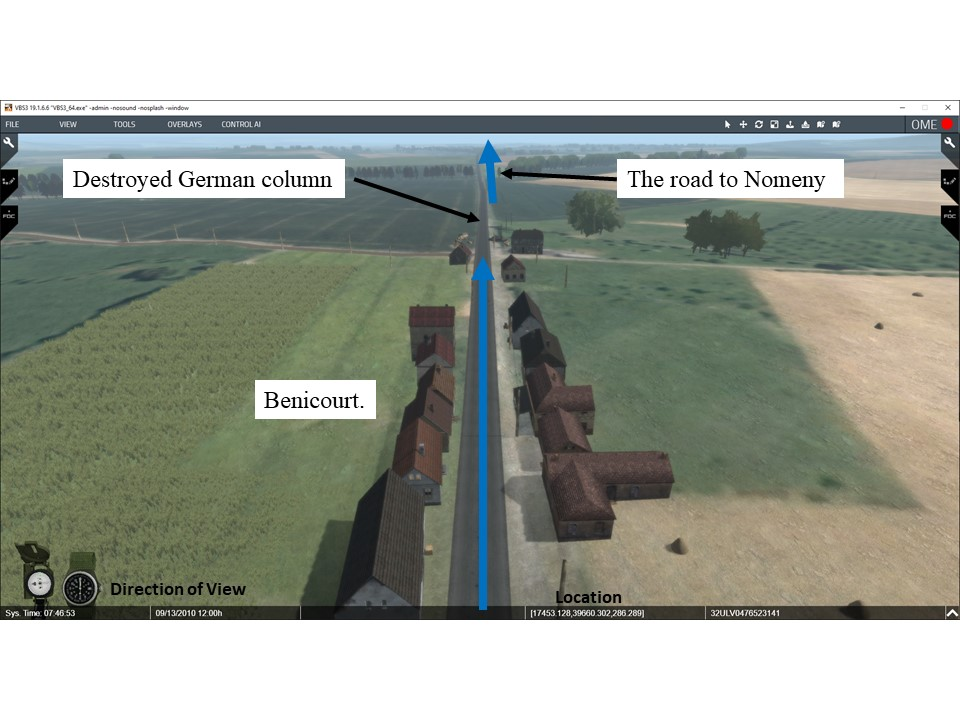 VBS3 19.1.6.6 "VBS3_64.exe" -admin -nosound -nosplash -window
FILE VIEW TOOLS OVERLAYS CONTROL AI OME
Destroyed German column
The road to Nomeny
PDC PDC
Benicourt.
Direction of View
Location
Sys. Time: 07:46:53 09/13/2010 12:00h [17453.128,39660.302,286.289] 32ULV0476523141